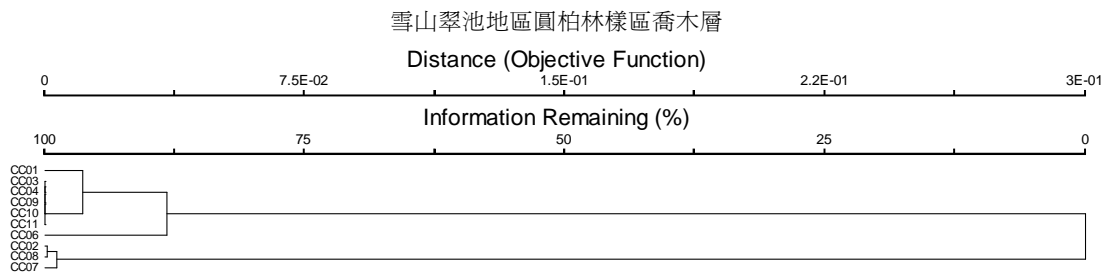 雪山翠池地區圓柏林樣區喬木層
Distance (Objective Function)
0 7.5E-02 1.5E-01 2.2E-01 3E-01
Information Remaining (%)
100 75 50 25 0
CC01
CC03
CC04
CC09
CC10
CC11
CC06
CC02
CC08
CC07